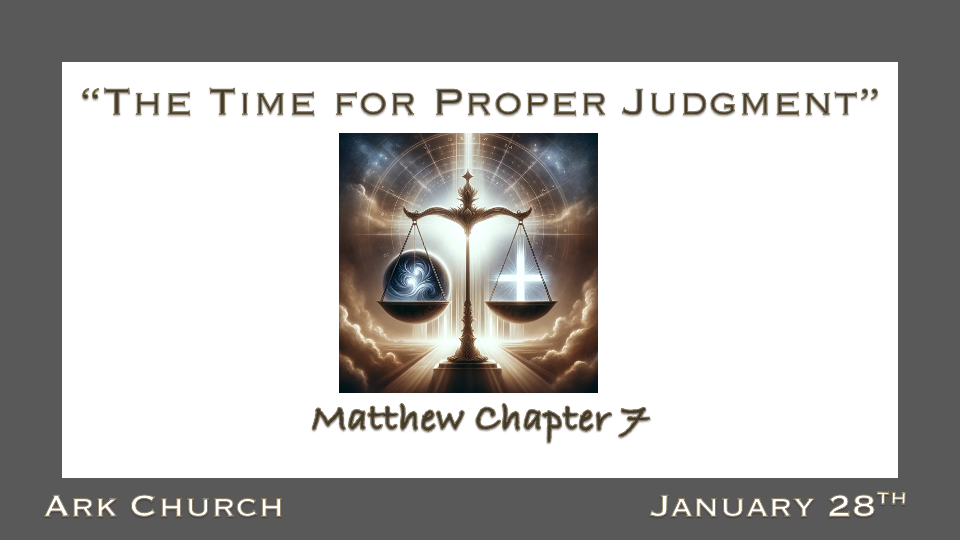 “The Time for Proper Judgment”
Matthew Chapter 7
Ark Church
January 28th